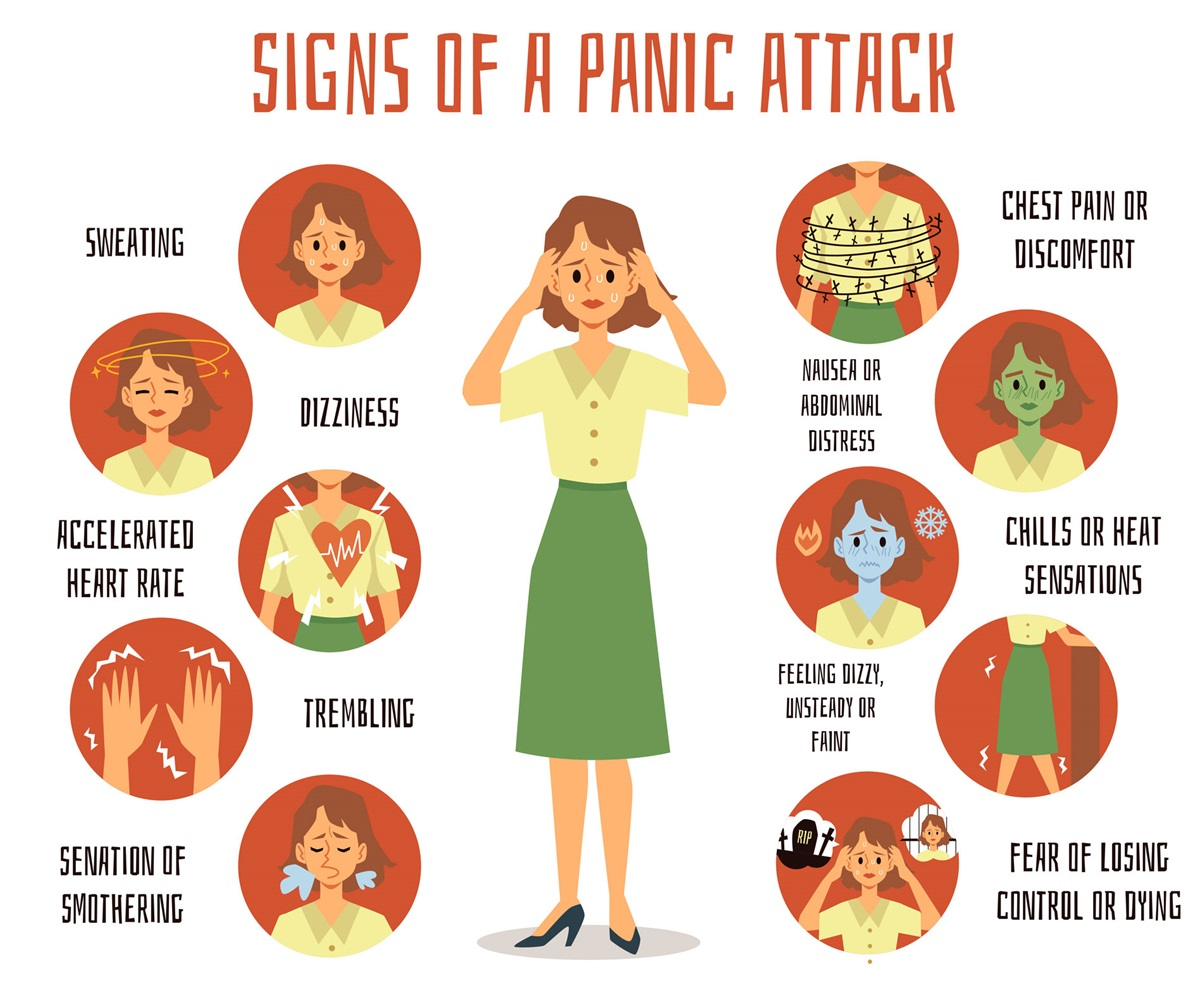 SIGNS OF A PANIC ATTACK
SWEATING
DIZZINESS
ACCELERATED
HEART RATE
TREMBLING
SENATION OF
SMOTHERING
CHEST PAIN OR
DISCOMFORT
NAUSEA OR
ABDOMINAL
DISTRESS
CHILLS OR HEAT
SENSATIONS
FEELING DIZZY,
UNSTEADY OR
FAINT
RIP
FEAR OF LOSING
CONTROL OR DYING